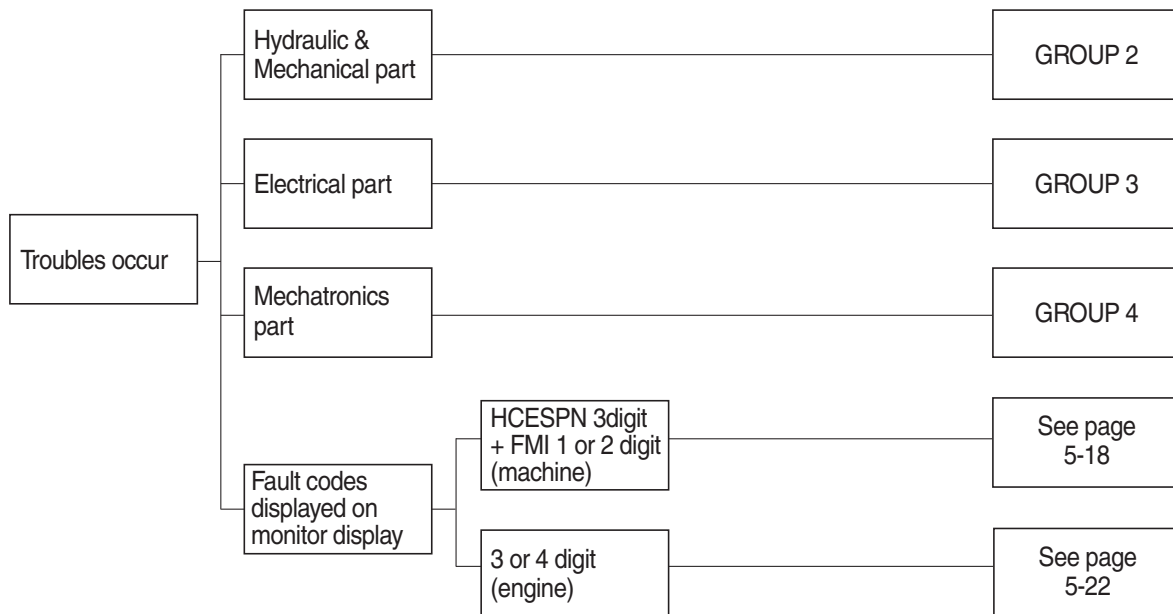 Troubles occur
Hydraulic &
Mechanical part
GROUP 2
Electrical part
GROUP 3
Mechatronics
part
GROUP 4
Fault codes
displayed on
monitor display
HCESPN 3digit
+ FMI 1 or 2 digit
(machine)
See page
5-18
3 or 4 digit
(engine)
See page
5-22